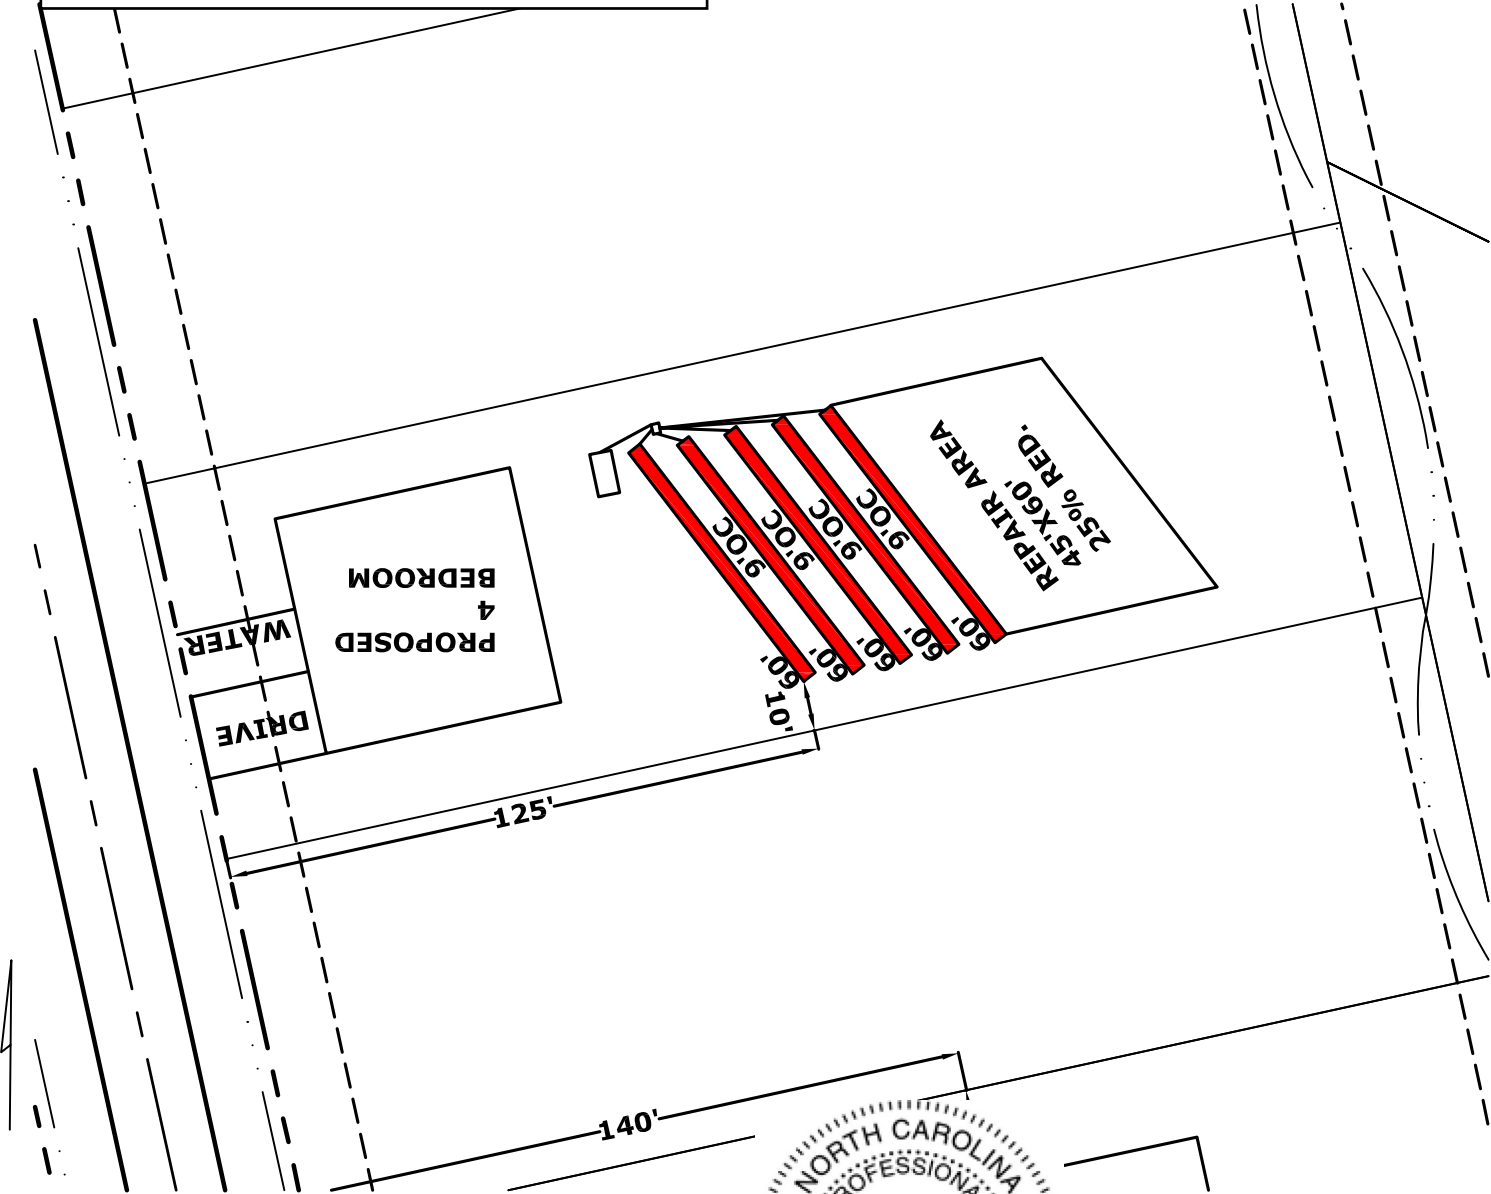 REPAIR AREA
45'X60'
25% RED.
9'OC
9'OC
9'OC
9'OC
60'
60'
60'
60'
60'
10'
PROPOSED
4
BEDROOM
WATER
DRIVE
125'
140'
NORTH CAROLINA